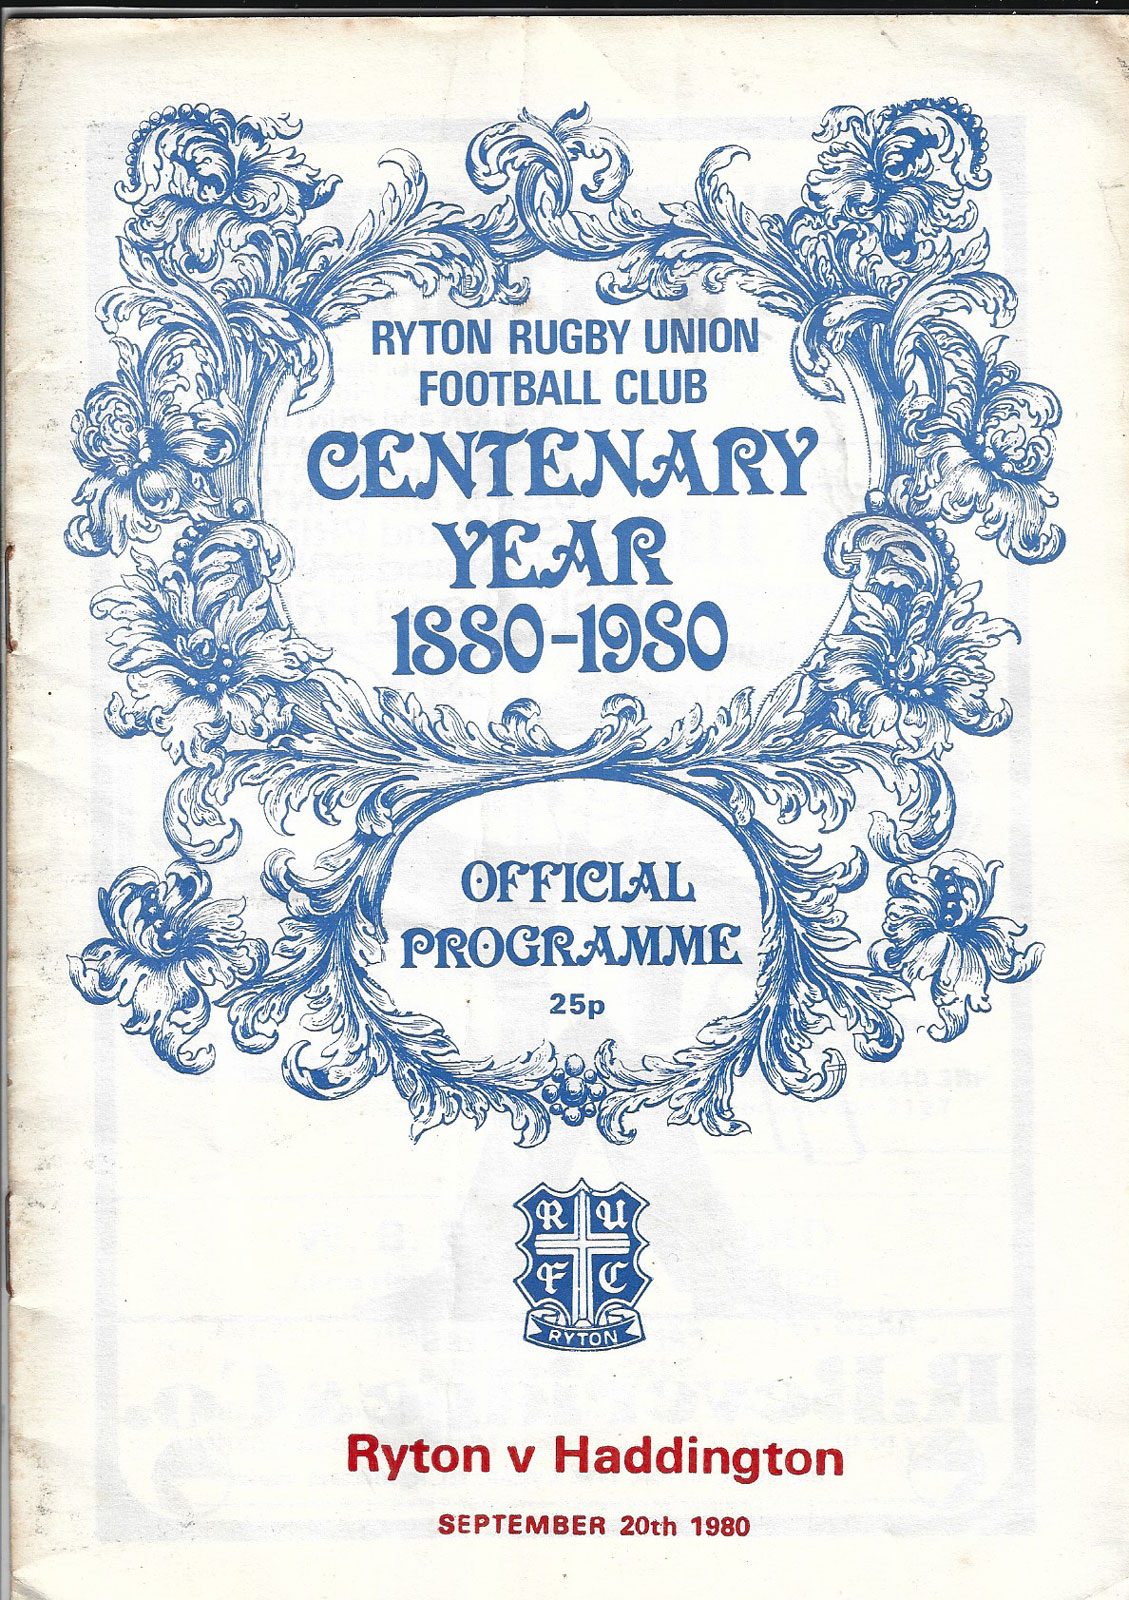 RYTON RUGBY UNION
FOOTBALL CLUB
CENTENARY
YEAR
1880-1980
OFFICIAL
PROGRAMME
25p
R U
F C
RYTON
Ryton v Haddington
SEPTEMBER 20th 1980